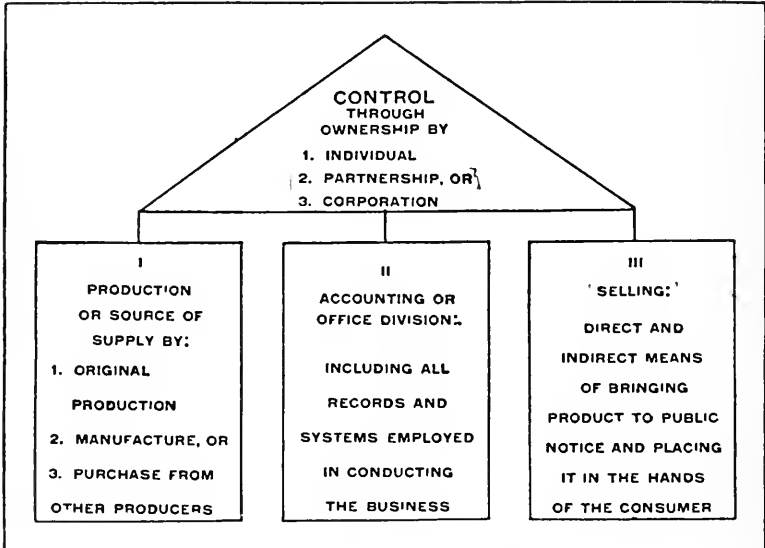 CONTROL
THROUGH
OWNERSHIP BY
1. INDIVIDUAL
2. PARTNERSHIP, OR
3. CORPORATION
I
PRODUCTION
OR SOURCE OF
SUPPLY BY:
1. ORIGINAL
PRODUCTION
2. MANUFACTURE, OR
3. PURCHASE FROM
OTHER PRODUCERS
II
ACCOUNTING OR
OFFICE DIVISION:
INCLUDING ALL
RECORDS AND
SYSTEMS EMPLOYED
IN CONDUCTING
THE BUSINESS
III
SELLING:
DIRECT AND
INDIRECT MEANS
OF BRINGING
PRODUCT TO PUBLIC
NOTICE AND PLACING
IT IN THE HANDS
OF THE CONSUMER